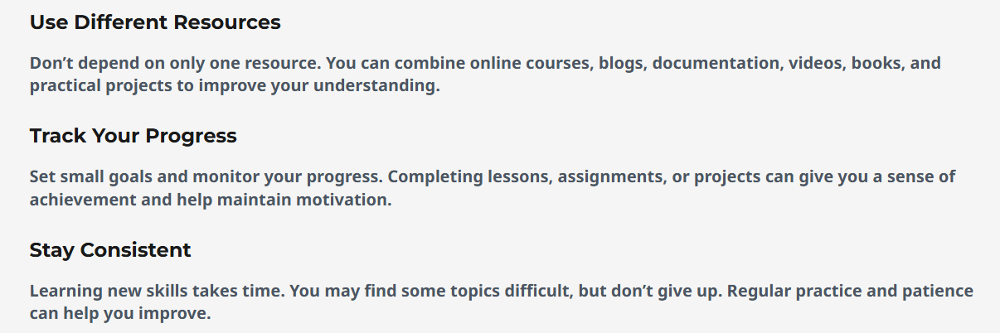 Use Different Resources
Don’t depend on only one resource. You can combine online courses, blogs, documentation, videos, books, and
practical projects to improve your understanding.
Track Your Progress
Set small goals and monitor your progress. Completing lessons, assignments, or projects can give you a sense of
achievement and help maintain motivation.
Stay Consistent
Learning new skills takes time. You may find some topics difficult, but don’t give up. Regular practice and patience
can help you improve.